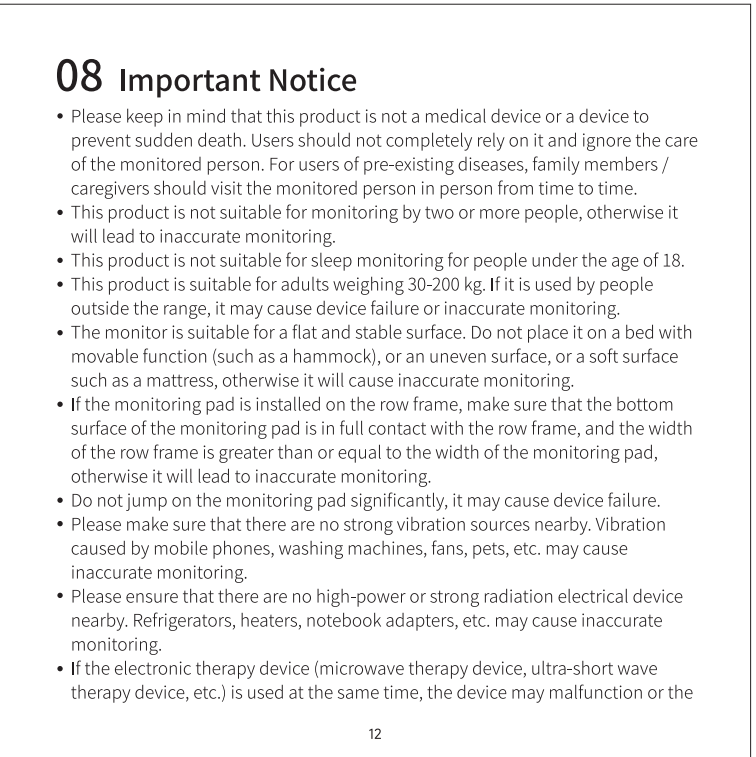 08 Important Notice
• Please keep in mind that this product is not a medical device or a device to
prevent sudden death. Users should not completely rely on it and ignore the care
of the monitored person. For users of pre-existing diseases, family members /
caregivers should visit the monitored person in person from time to time.
• This product is not suitable for monitoring by two or more people, otherwise it
will lead to inaccurate monitoring.
• This product is not suitable for sleep monitoring for people under the age of 18.
• This product is suitable for adults weighing 30-200 kg. If it is used by people
outside the range, it may cause device failure or inaccurate monitoring.
• The monitor is suitable for a flat and stable surface. Do not place it on a bed with
movable function (such as a hammock), or an uneven surface, or a soft surface
such as a mattress, otherwise it will cause inaccurate monitoring.
• If the monitoring pad is installed on the row frame, make sure that the bottom
surface of the monitoring pad is in full contact with the row frame, and the width
of the row frame is greater than or equal to the width of the monitoring pad,
otherwise it will lead to inaccurate monitoring.
• Do not jump on the monitoring pad significantly, it may cause device failure.
• Please make sure that there are no strong vibration sources nearby. Vibration
caused by mobile phones, washing machines, fans, pets, etc. may cause
inaccurate monitoring.
• Please ensure that there are no high-power or strong radiation electrical device
nearby. Refrigerators, heaters, notebook adapters, etc. may cause inaccurate
monitoring.
• If the electronic therapy device (microwave therapy device, ultra-short wave
therapy device, etc.) is used at the same time, the device may malfunction or the
12